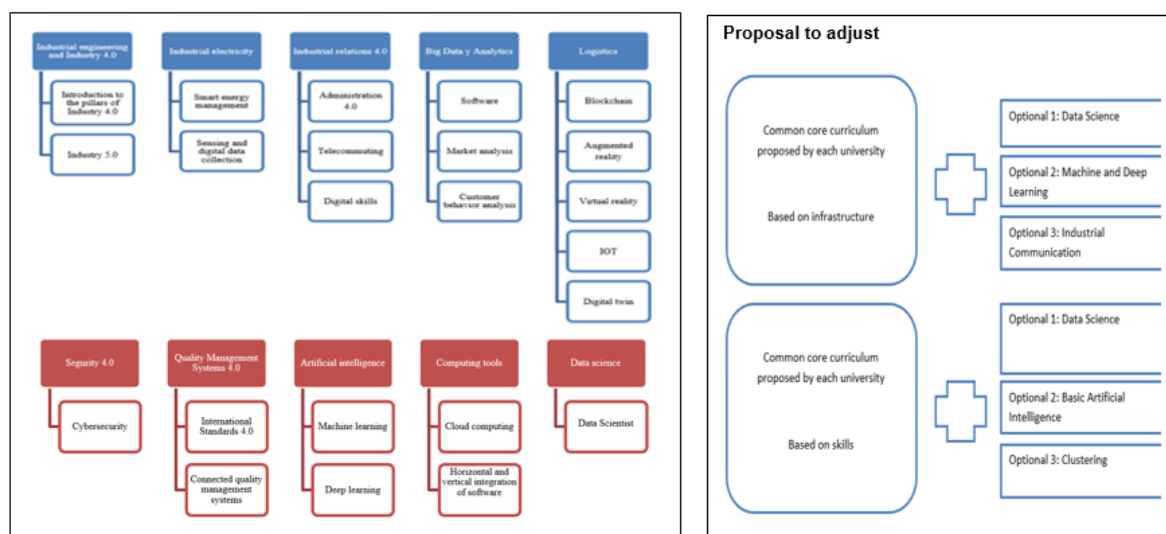 Industrial engineering
and Industry 4.0
Introduction to
the pillars of
Industry 4.0
Industry 5.0
Industrial electricity
Smart energy
management
Sensing and
digital data
collection
Industrial relations 4.0
Administration
4.0
Telecommuting
Digital skills
Big Data y Analytics
Software
Market analysis
Customer
behavior analysis
Logistics
Blockchain
Augmented
reality
Virtual reality
IOT
Digital twin
Segurity 4.0
Cybersecurity
Quality Management
Systems 4.0
International
Standards 4.0
Connected quality
management
systems
Artificial intelligence
Machine learning
Deep learning
Computing tools
Cloud computing
Horizontal and
vertical integration
of software
Data science
Data Scientist
Proposal to adjust
Common core curriculum
proposed by each university
Based on infrastructure
Optional 1: Data Science
Optional 2: Machine and Deep
Learning
Optional 3: Industrial
Communication
Common core curriculum
proposed by each university
Based on skills
Optional 1: Data Science
Optional 2: Basic Artificial
Intelligence
Optional 3: Clustering